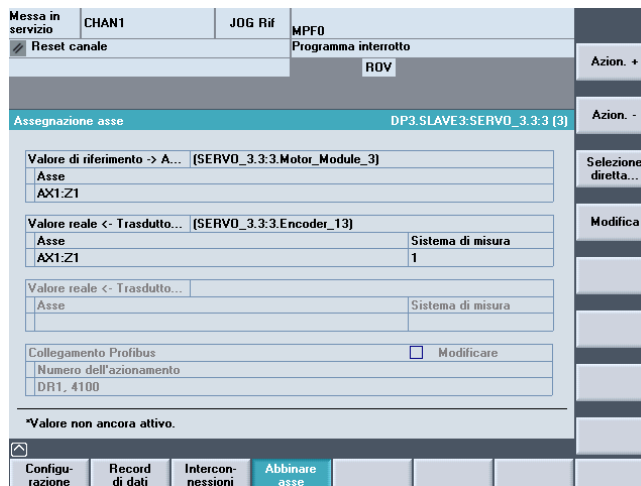 Messa in servizio
CHAN1
JOG Rif
MPF0
Reset canale
Programma interrotto
ROV
Assegnazione asse
DP3.SLAVE3:SERVO_3.3:3 (3)
Valore di riferimento -> A... (SERVO_3.3:3.Motor_Module_3)
Asse
AX1:Z1
Valore reale <- Trasdutto... (SERVO_3.3:3.Encoder_13)
Asse Sistema di misura
AX1:Z1 1
Valore reale <- Trasdutto...
Asse Sistema di misura
Collegamento Profibus Modificare
Numero dell'azionamento
DR1, 4100
*Valore non ancora attivo.
Azion. +
Azion. -
Selezione
diretta...
Modifica
Configu-
razione
Record
di dati
Intercon-
nessioni
Abbinare
asse